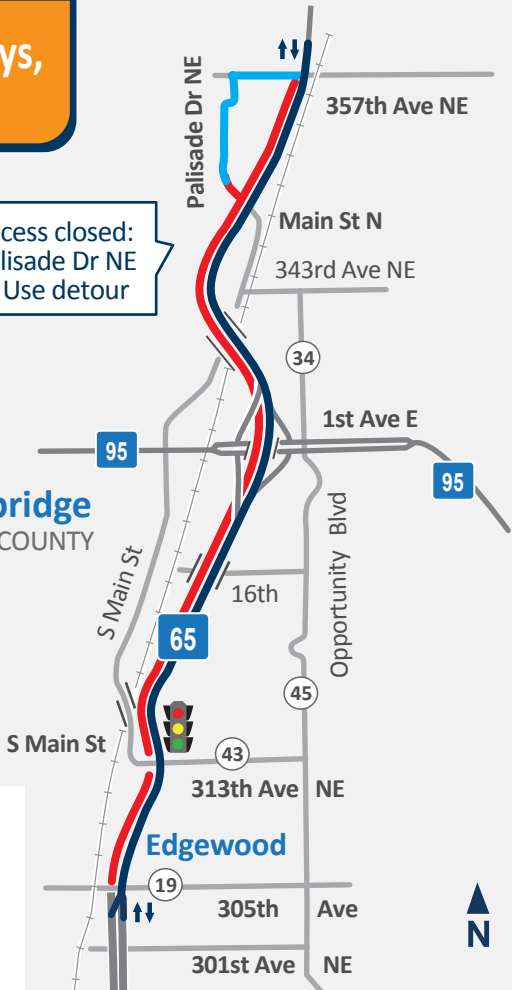 ys,
Palisade Dr NE
357th Ave NE
cess closed:
lisade Dr NE
Use detour
Main St N
343rd Ave NE
34
1st Ave E
95
95
bridge
COUNTY
S Main St
Opportunity Blvd
16th
65
45
S Main St
43
313th Ave NE
Edgewood
19
305th Ave
301st Ave NE
N